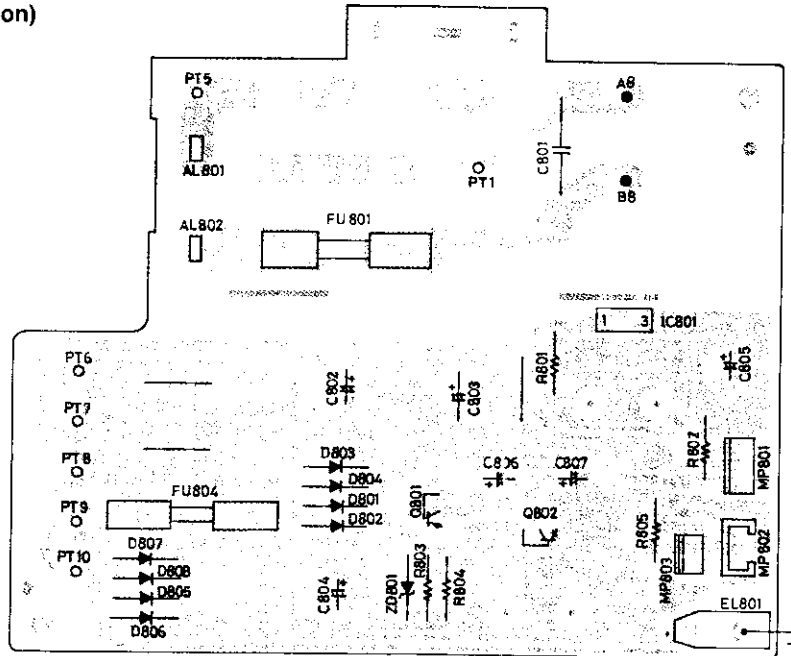 on)
PT5
A8
AL801
C801
PT1
B8
AL802
FU801
1 3 IC801
PT6
R801
C805
C802
C803
PT7
R802
MP801
D803
PT8
D804
C806
C807
FU804
D801
Q801
PT9
D802
Q802
R805
MP802
MP803
PT10
D807
D808
D805
D806
C804
ZD801
R803
R804
EL801